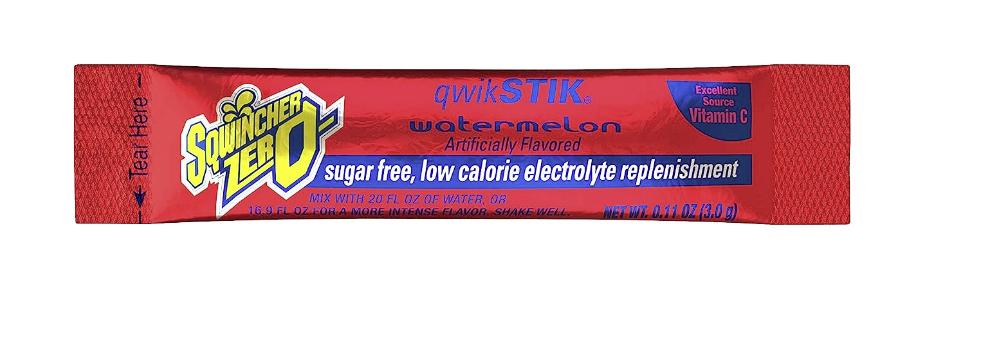 Tear Here
SQWINCHER
ZERO
qwikSTIK®
watermelon
Artificially Flavored
Excellent
Source
Vitamin C
sugar free, low calorie electrolyte replenishment
MIX WITH 20 FL OZ OF WATER, OR
16.9 FL OZ FOR A MORE INTENSE FLAVOR. SHAKE WELL.
NET WT. 0.11 OZ (3.0 g)